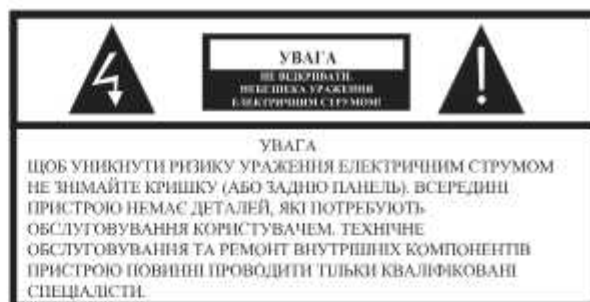 УВАГА
НЕ ВІДКРИВАТИ.
НЕБЕЗПЕКА УРАЖЕННЯ
ЕЛЕКТРИЧНИМ СТРУМОМ!
УВАГА
ЩОБ УНИКНУТИ РИЗИКУ УРАЖЕННЯ ЕЛЕКТРИЧНИМ СТРУМОМ
НЕ ЗНІМАЙТЕ КРИШКУ (АБО ЗАДНЮ ПАНЕЛЬ). ВСЕРЕДИНІ
ПРИСТРОЮ НЕМАЄ ДЕТАЛЕЙ, ЯКІ ПОТРЕБУЮТЬ
ОБСЛУГОВУВАННЯ КОРИСТУВАЧЕМ. ТЕХНІЧНЕ
ОБСЛУГОВУВАННЯ ТА РЕМОНТ ВНУТРІШНІХ КОМПОНЕНТІВ
ПРИСТРОЮ ПОВИННІ ПРОВОДИТИ ТІЛЬКИ КВАЛІФІКОВАНІ
СПЕЦІАЛІСТИ.